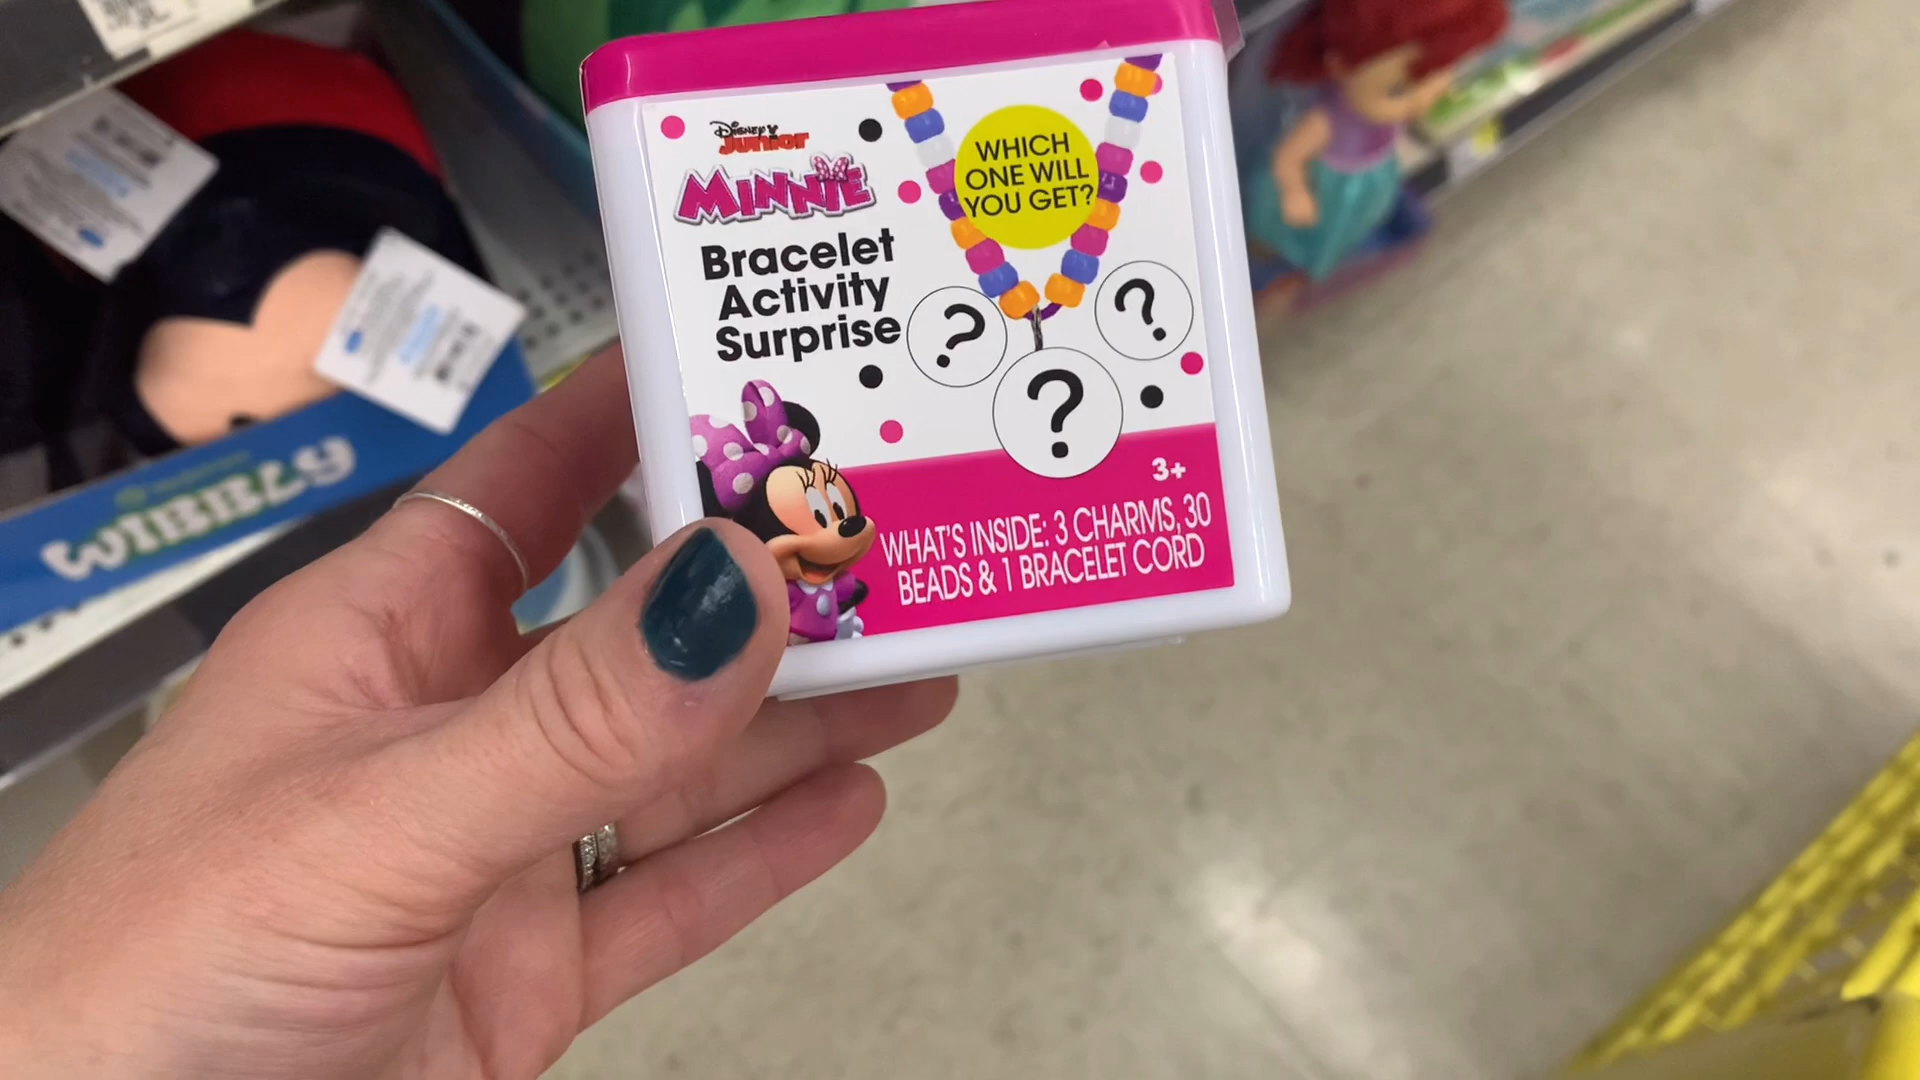 DISNEY
JUNIOR
MINNIE
Bracelet
Activity
Surprise
WHICH
ONE WILL
YOU GET?
?
?
?
3+
WHAT'S INSIDE: 3 CHARMS, 30
BEADS & 1 BRACELET CORD
WIBBLY